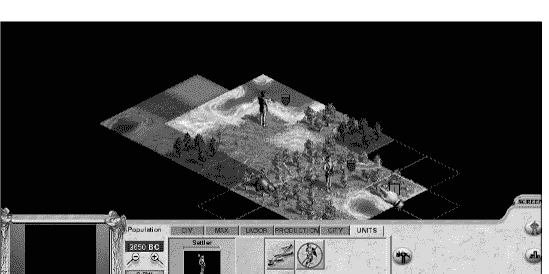 SCREEN
Population
CIV
MAX
LABOR
PRODUCTION
CITY
UNITS
3650 BC
Settler